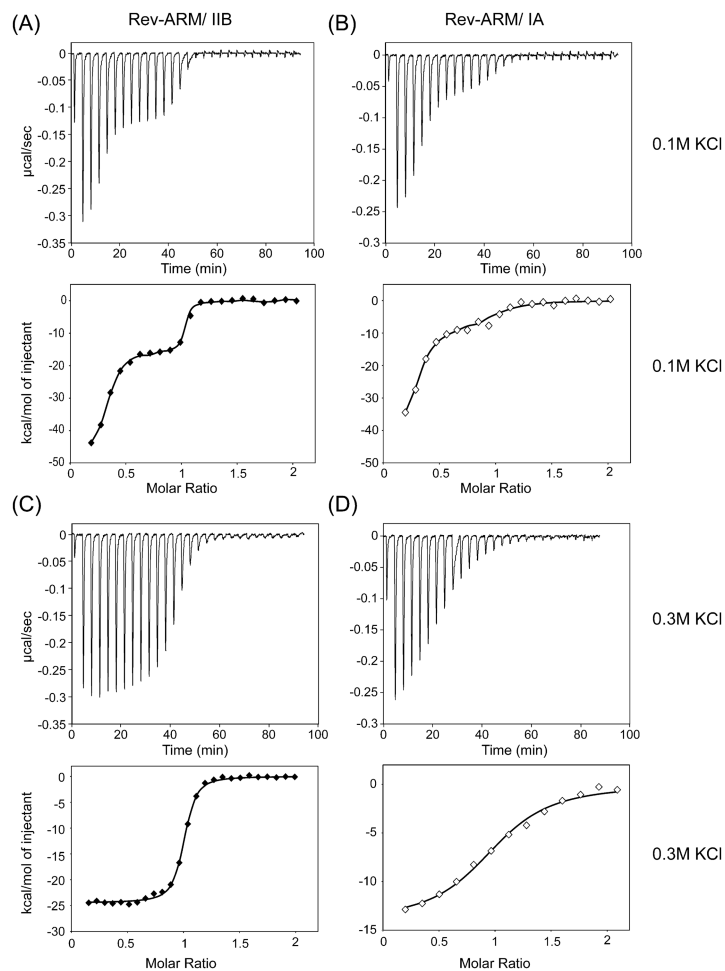 (A) Rev-ARM/ IIB
(B) Rev-ARM/ IA
0
-0.05
-0.1
-0.15
-0.2
-0.25
-0.3
-0.35
µcal/sec
0 20 40 60 80 100
Time (min)
0
-0.05
-0.1
-0.15
-0.2
-0.25
-0.3
0 20 40 60 80 100
Time (min)
0.1M KCl
0
-10
-20
-30
-40
-50
kcal/mol of injectant
0 0.5 1 1.5 2
Molar Ratio
0
-10
-20
-30
-40
-50
0 0.5 1 1.5 2
Molar Ratio
0.1M KCl
(C)
(D)
0
-0.05
-0.1
-0.15
-0.2
-0.25
-0.3
-0.35
µcal/sec
0 20 40 60 80 100
Time (min)
0
-0.05
-0.1
-0.15
-0.2
-0.25
-0.3
0 20 40 60 80 100
Time (min)
0.3M KCl
0
-5
-10
-15
-20
-25
-30
kcal/mol of injectant
0 0.5 1 1.5 2
Molar Ratio
0
-5
-10
-15
0 0.5 1 1.5 2
Molar Ratio
0.3M KCl